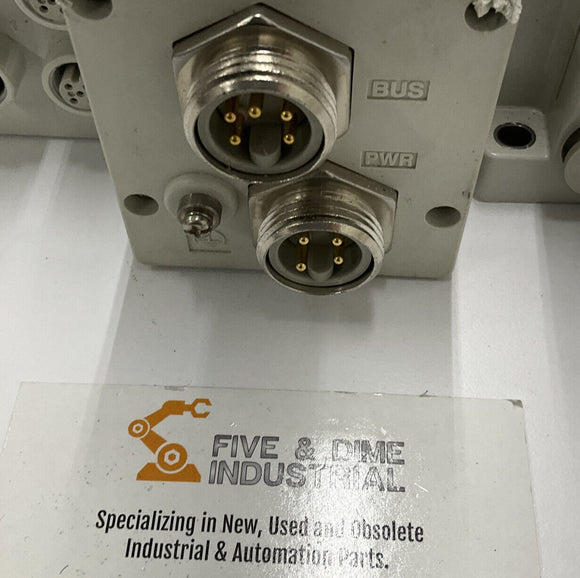 BUS
PWR
FIVE & DIME
INDUSTRIAL
Specializing in New, Used and Obsolete
Industrial & Automation Parts.